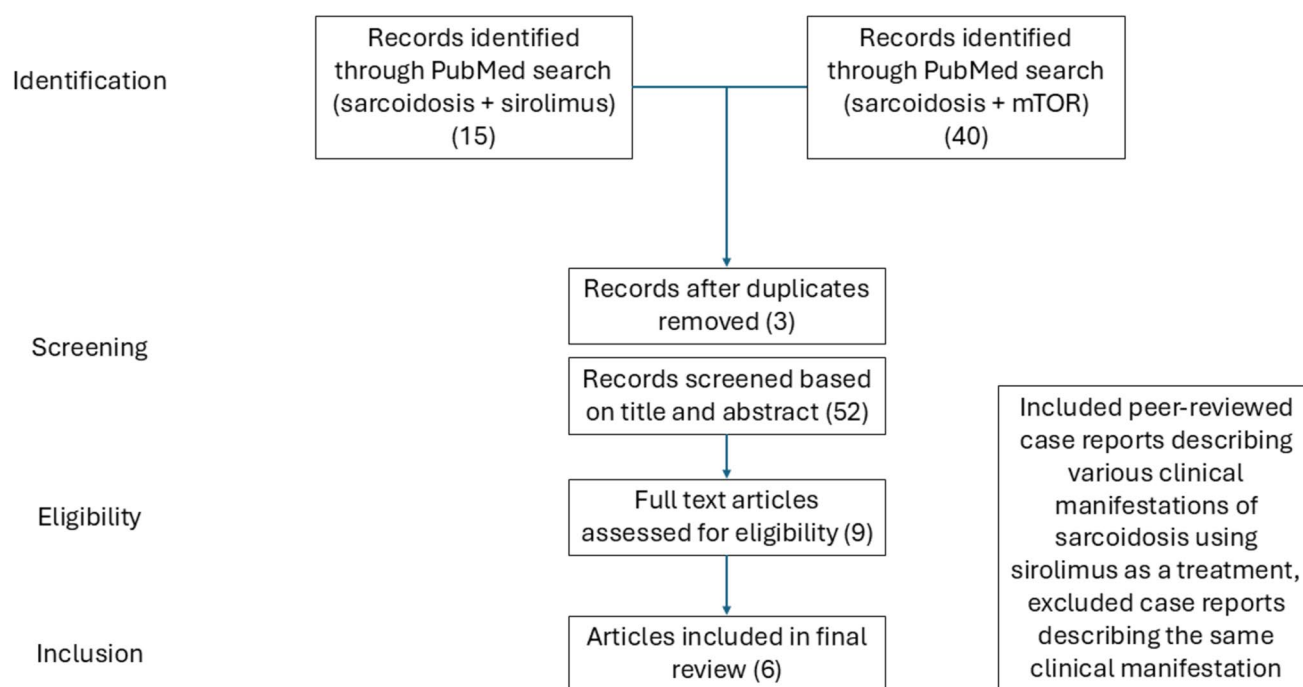 Identification
Records identified
through PubMed search
(sarcoidosis + sirolimus)
(15)
Records identified
through PubMed search
(sarcoidosis + mTOR)
(40)
Screening
Records after duplicates
removed (3)
Records screened based
on title and abstract (52)
Eligibility
Full text articles
assessed for eligibility (9)
Inclusion
Articles included in final
review (6)
Included peer-reviewed
case reports describing
various clinical
manifestations of
sarcoidosis using
sirolimus as a treatment,
excluded case reports
describing the same
clinical manifestation